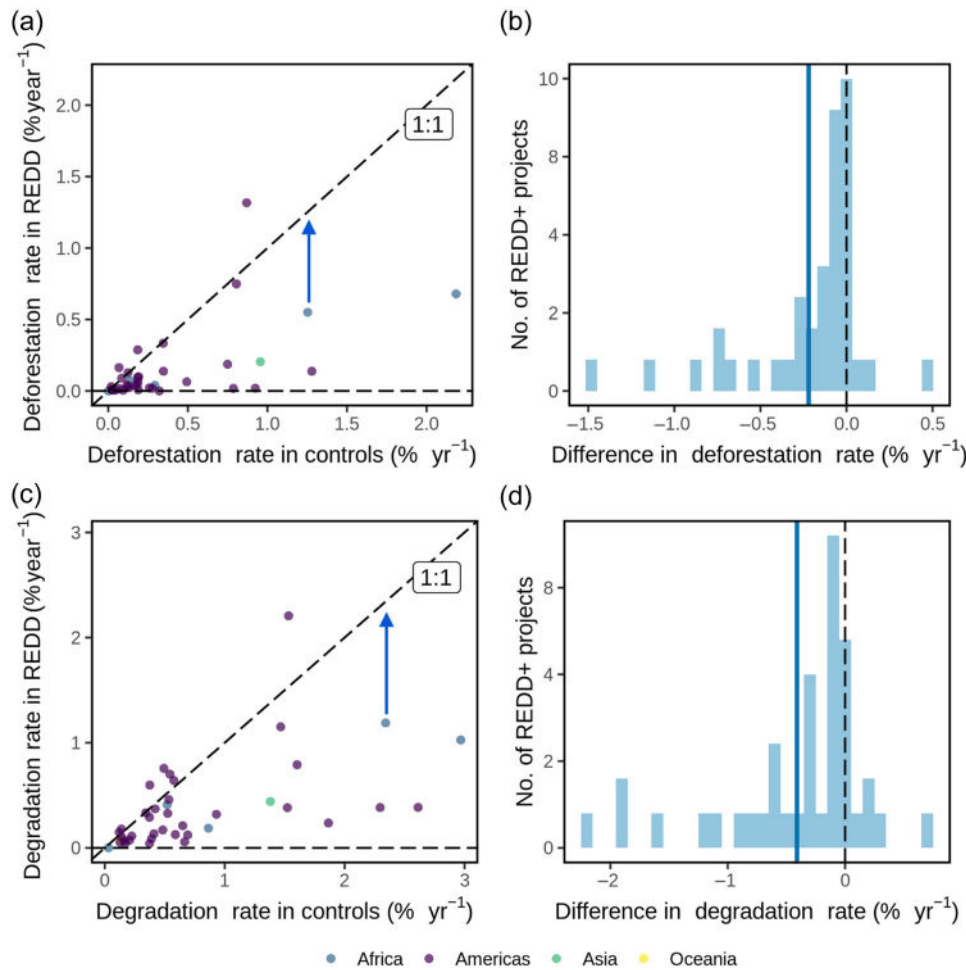 (a)
Deforestation rate in REDD (% year⁻¹)
2.0
1.5
1.0
0.5
0.0
1:1
0.0 0.5 1.0 1.5 2.0
Deforestation rate in controls (% yr⁻¹)
(b)
No. of REDD+ projects
10
8
4
2
0
−1.5 −1.0 −0.5 0.0 0.5
Difference in deforestation rate (% yr⁻¹)
(c)
Degradation rate in REDD (% year⁻¹)
3
2
1
0
1:1
0 1 2 3
Degradation rate in controls (% yr⁻¹)
(d)
No. of REDD+ projects
8
4
2
0
−2 −1 0
Difference in degradation rate (% yr⁻¹)
Africa Americas Asia Oceania